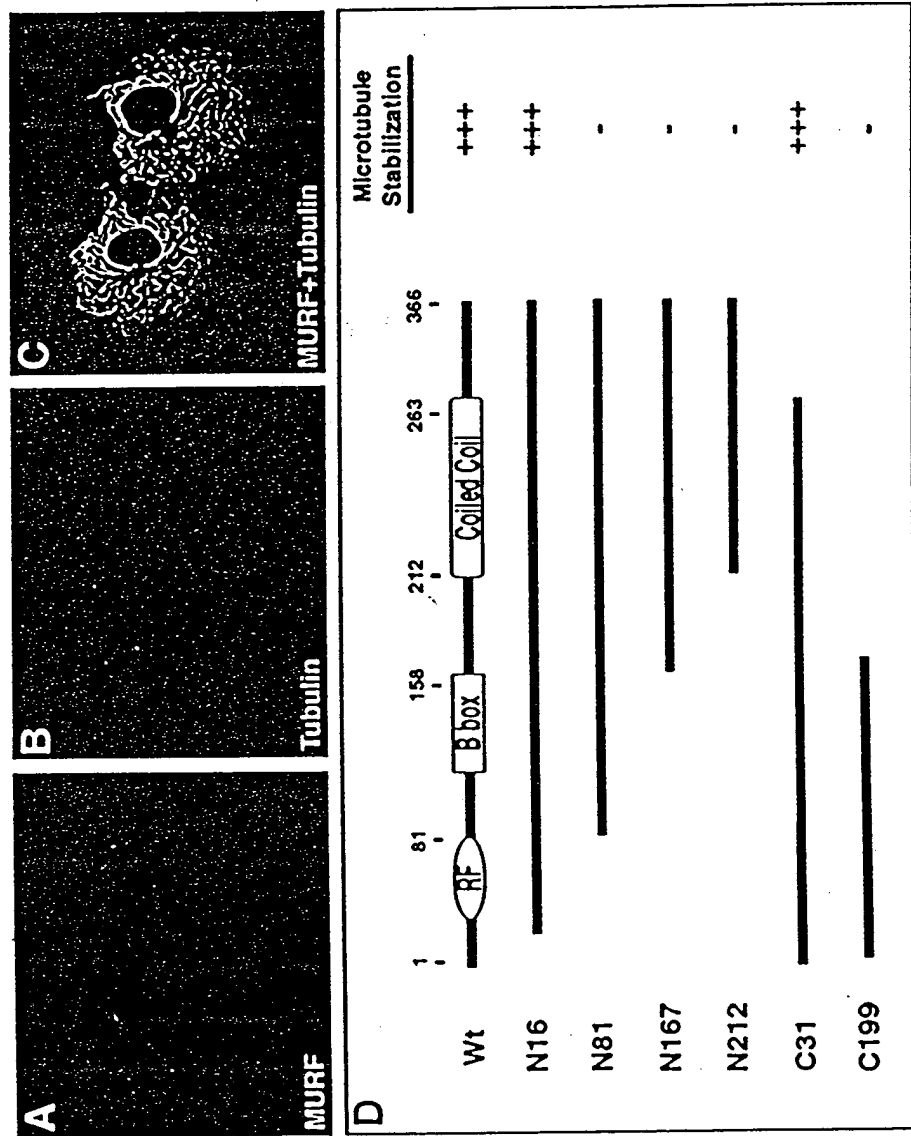 A
MURF
B
Tubulin
C
MURF+Tubulin
D
Microtubule
Stabilization
1 81 158 212 263 366
Wt RF B box Coiled Coil +++
N16 +++
N81 -
N167 -
N212 -
C31 +++
C199 -